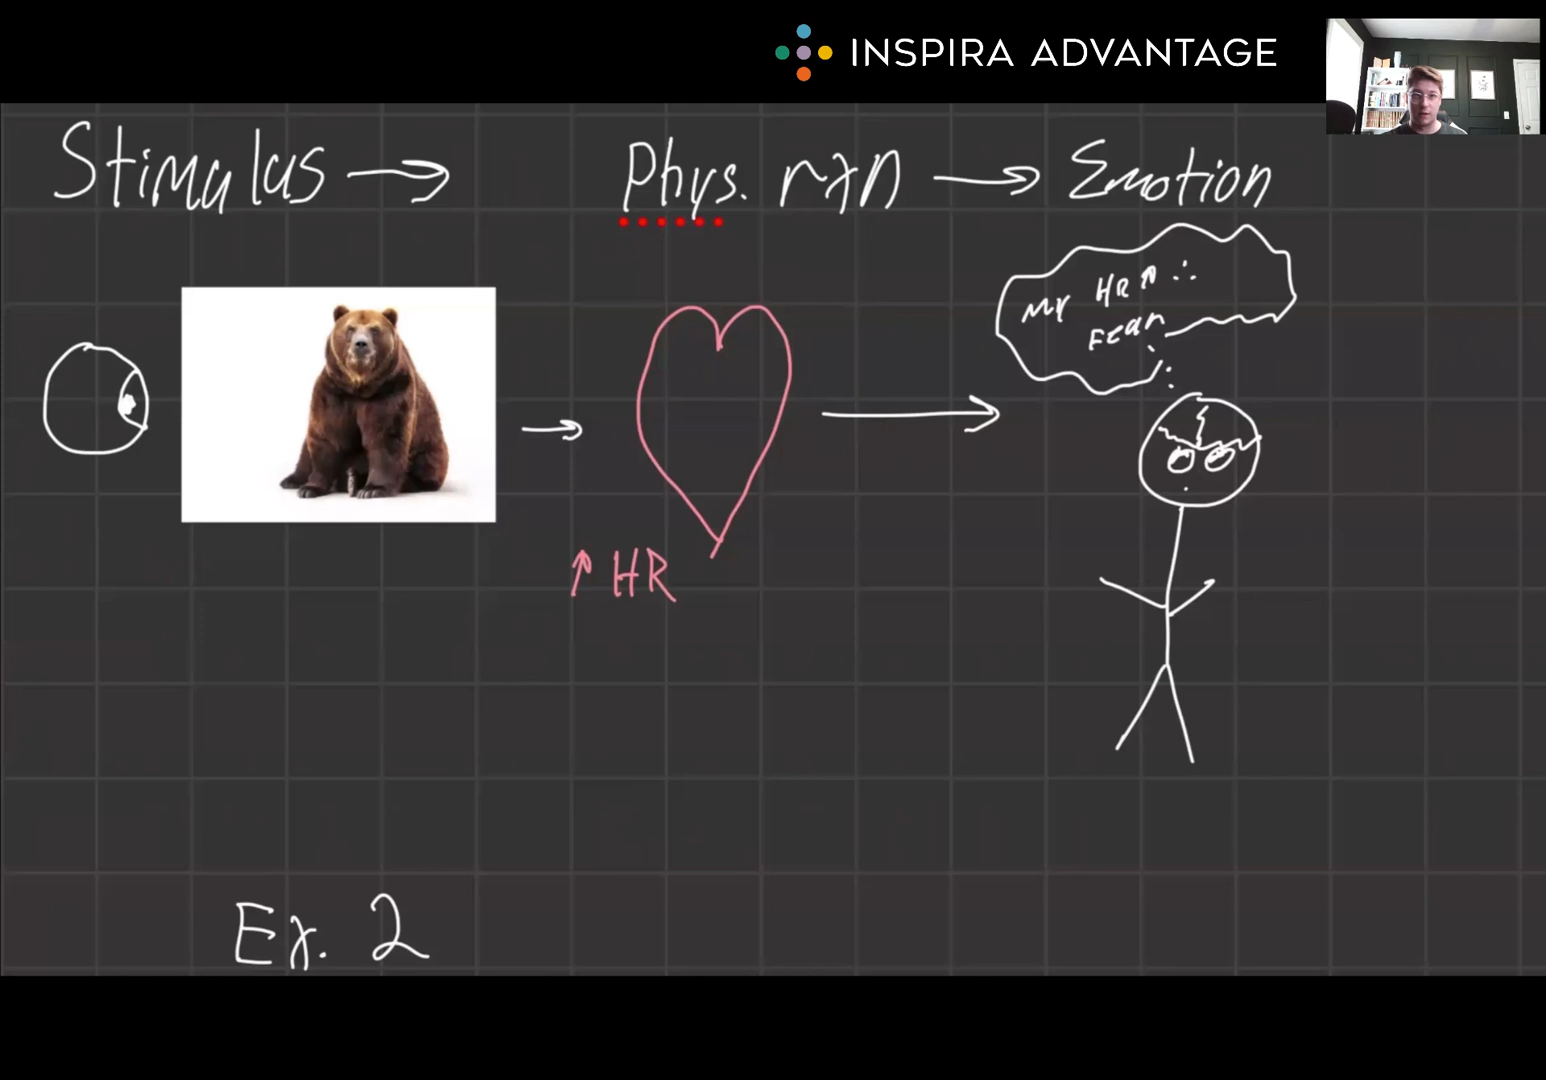 INSPIRA ADVANTAGE
Stimulus → Phys. rxn → Emotion
My HR↑ ∴
Fear
↑ HR
Ex. 2